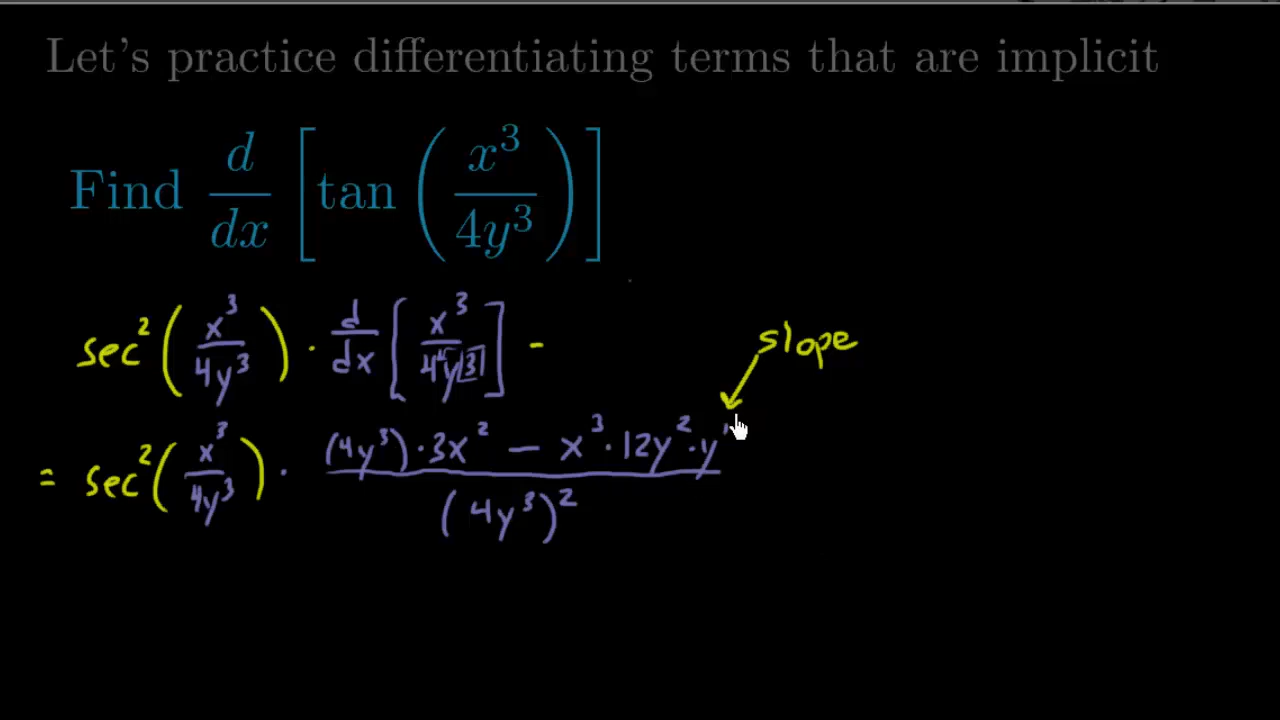 Let's practice differentiating terms that are implicit
Find d/dx [tan (x³/4y³)]
sec² (x³/4y³) · d/dx [x³/4y³] -
slope
= sec² (x³/4y³) · ((4y³) · 3x² − x³ · 12y² · y')/(4y³)²